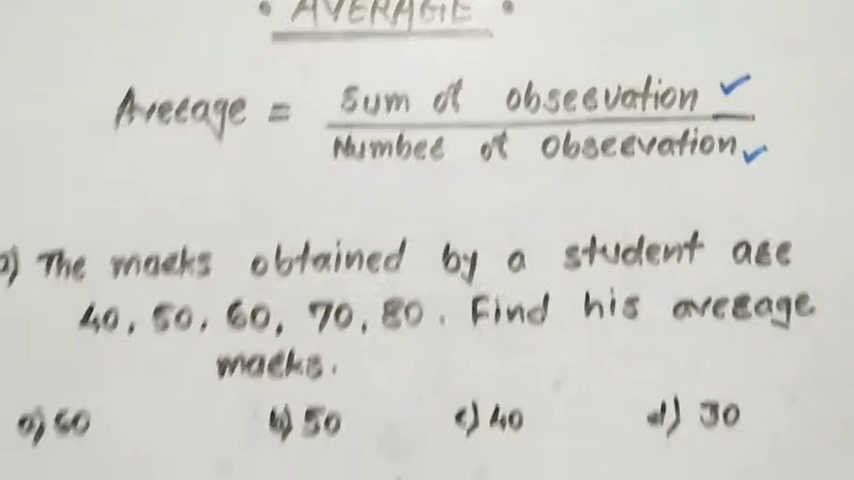 • AVERAGE •
Average = Sum of observation
Number of Observation
a) The marks obtained by a student are
40, 50, 60, 70, 80. Find his average
marks.
a) 60 b) 50 c) 40 d) 30